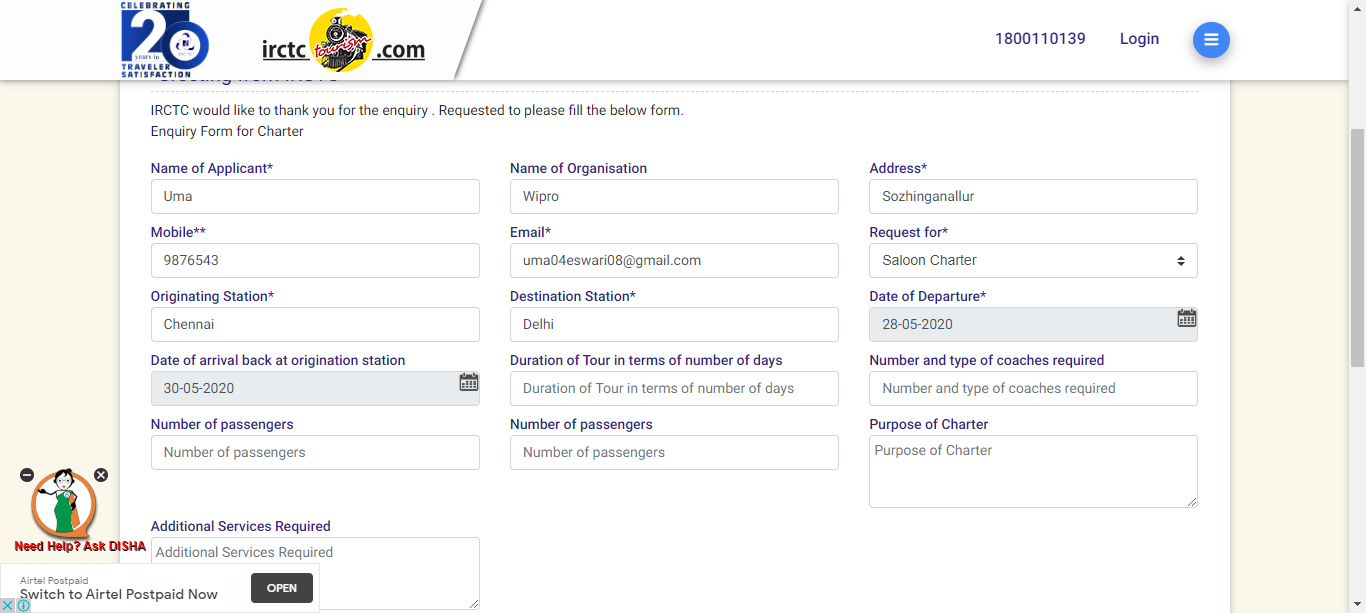 CELEBRATING
20
years in
TRAVELER
SATISFACTION
irctc tourism .com
1800110139 Login
IRCTC would like to thank you for the enquiry . Requested to please fill the below form.
Enquiry Form for Charter
Name of Applicant* Name of Organisation Address*
Uma Wipro Sozhinganallur
Mobile** Email* Request for*
9876543 uma04eswari08@gmail.com Saloon Charter
Originating Station* Destination Station* Date of Departure*
Chennai Delhi 28-05-2020
Date of arrival back at origination station Duration of Tour in terms of number of days Number and type of coaches required
30-05-2020 Duration of Tour in terms of number of days Number and type of coaches required
Number of passengers Number of passengers Purpose of Charter
Number of passengers Number of passengers Purpose of Charter
Additional Services Required
Need Help? Ask DISHA
Additional Services Required
Airtel Postpaid
Switch to Airtel Postpaid Now OPEN